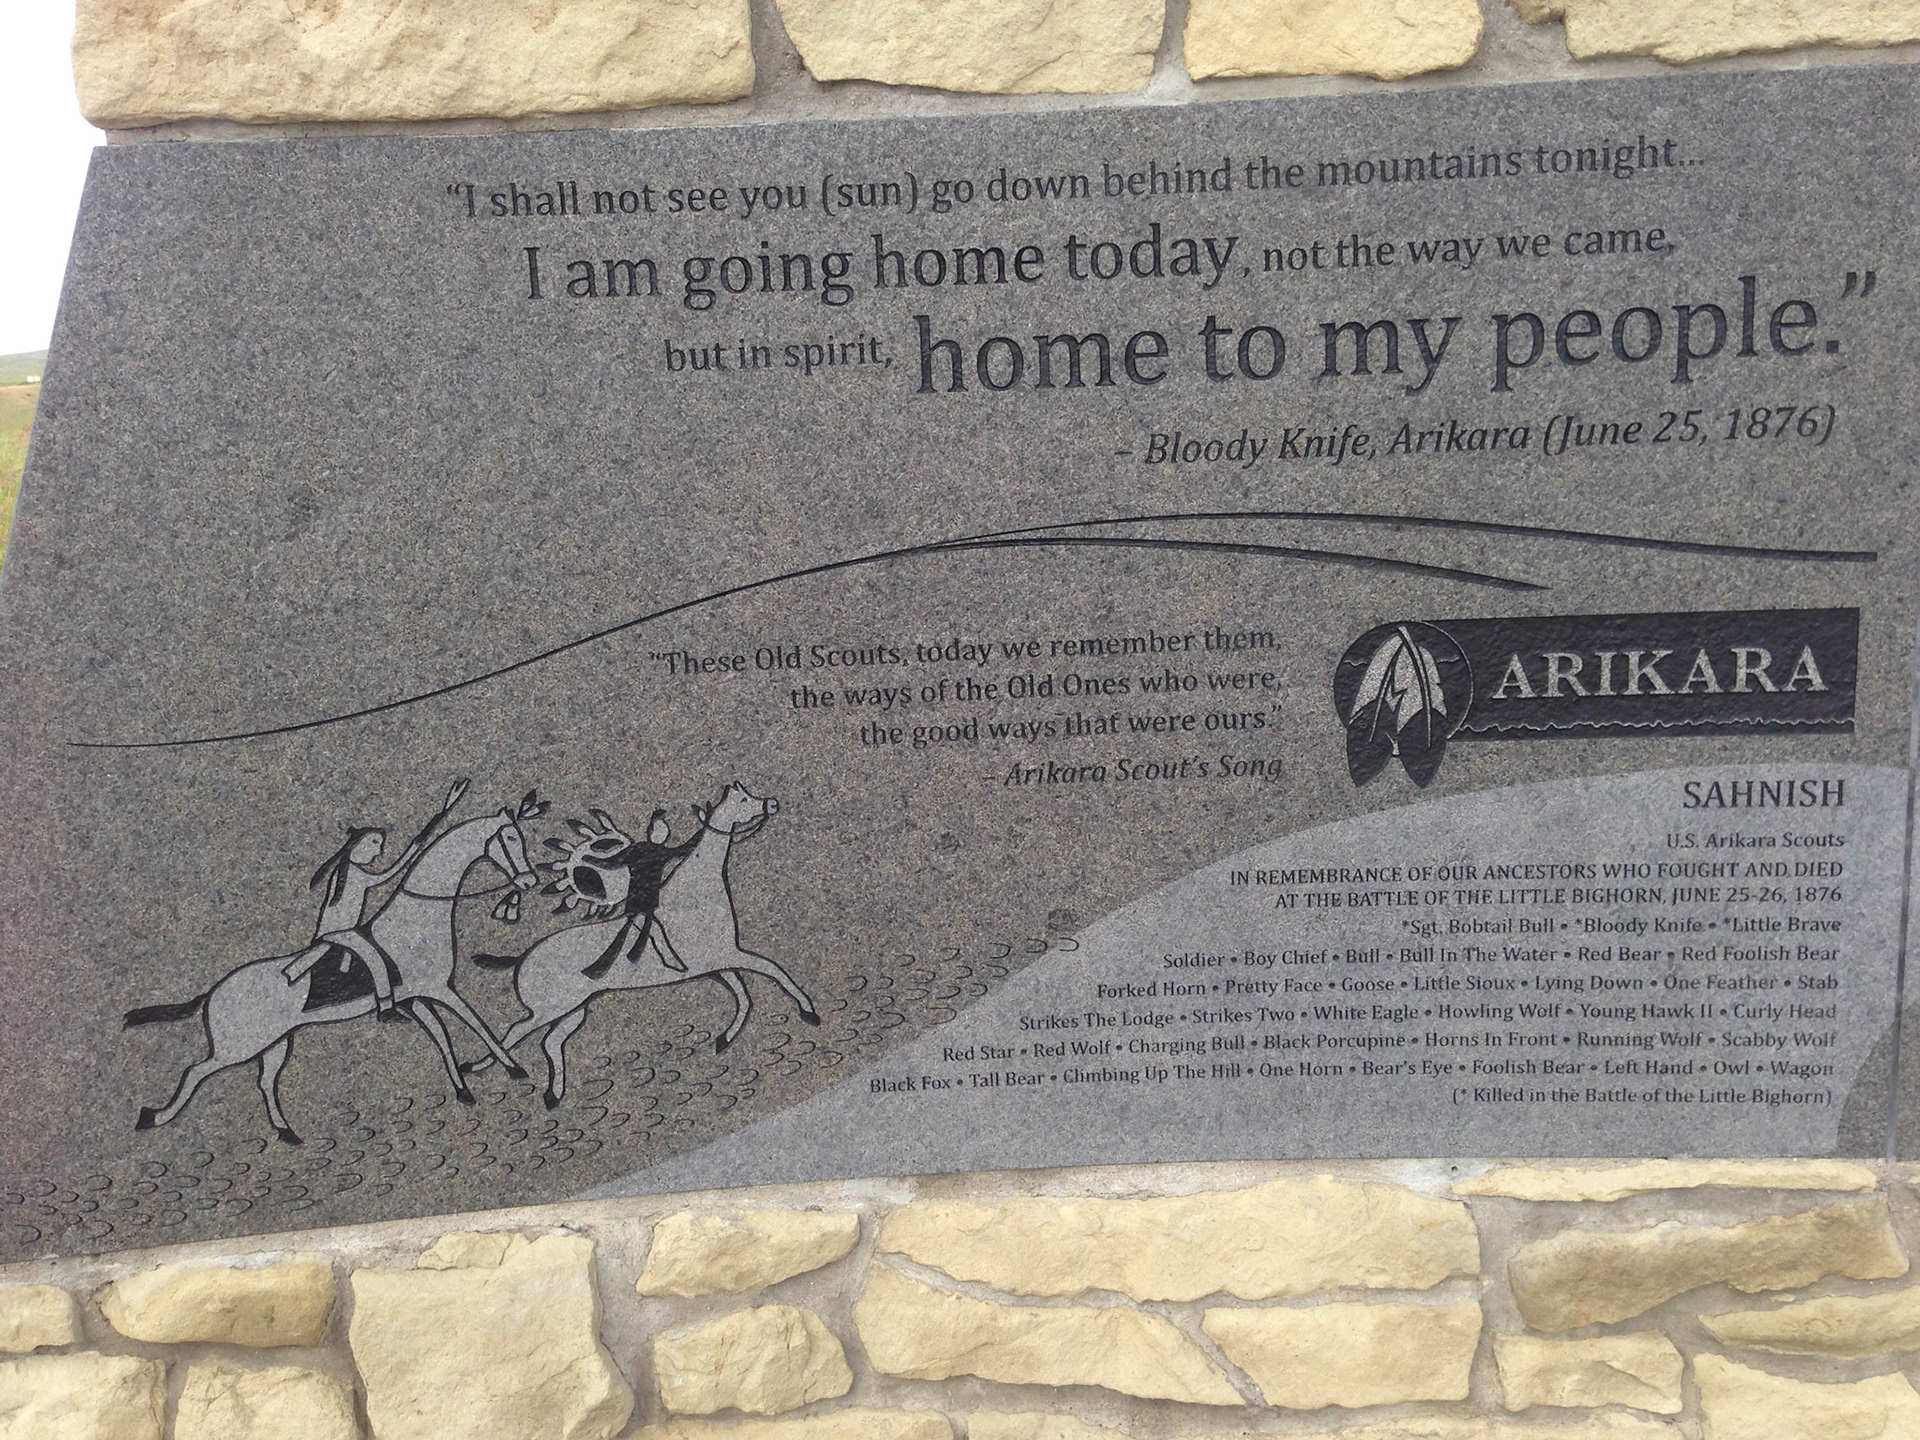 “I shall not see you (sun) go down behind the mountains tonight...
I am going home today, not the way we came,
but in spirit, home to my people.”
– Bloody Knife, Arikara (June 25, 1876)
“These Old Scouts, today we remember them,
the ways of the Old Ones who were,
the good ways that were ours.”
– Arikara Scout’s Song
ARIKARA
SAHNISH
U.S. Arikara Scouts
IN REMEMBRANCE OF OUR ANCESTORS WHO FOUGHT AND DIED
AT THE BATTLE OF THE LITTLE BIGHORN, JUNE 25-26, 1876
*Sgt. Bobtail Bull • *Bloody Knife • *Little Brave
Soldier • Boy Chief • Bull • Bull In The Water • Red Bear • Red Foolish Bear
Forked Horn • Pretty Face • Goose • Little Sioux • Lying Down • One Feather • Stab
Strikes The Lodge • Strikes Two • White Eagle • Howling Wolf • Young Hawk II • Curly Head
Red Star • Red Wolf • Charging Bull • Black Porcupine • Horns In Front • Running Wolf • Scabby Wolf
Black Fox • Tall Bear • Climbing Up The Hill • One Horn • Bear’s Eye • Foolish Bear • Left Hand • Owl • Wagon
(* Killed in the Battle of the Little Bighorn)